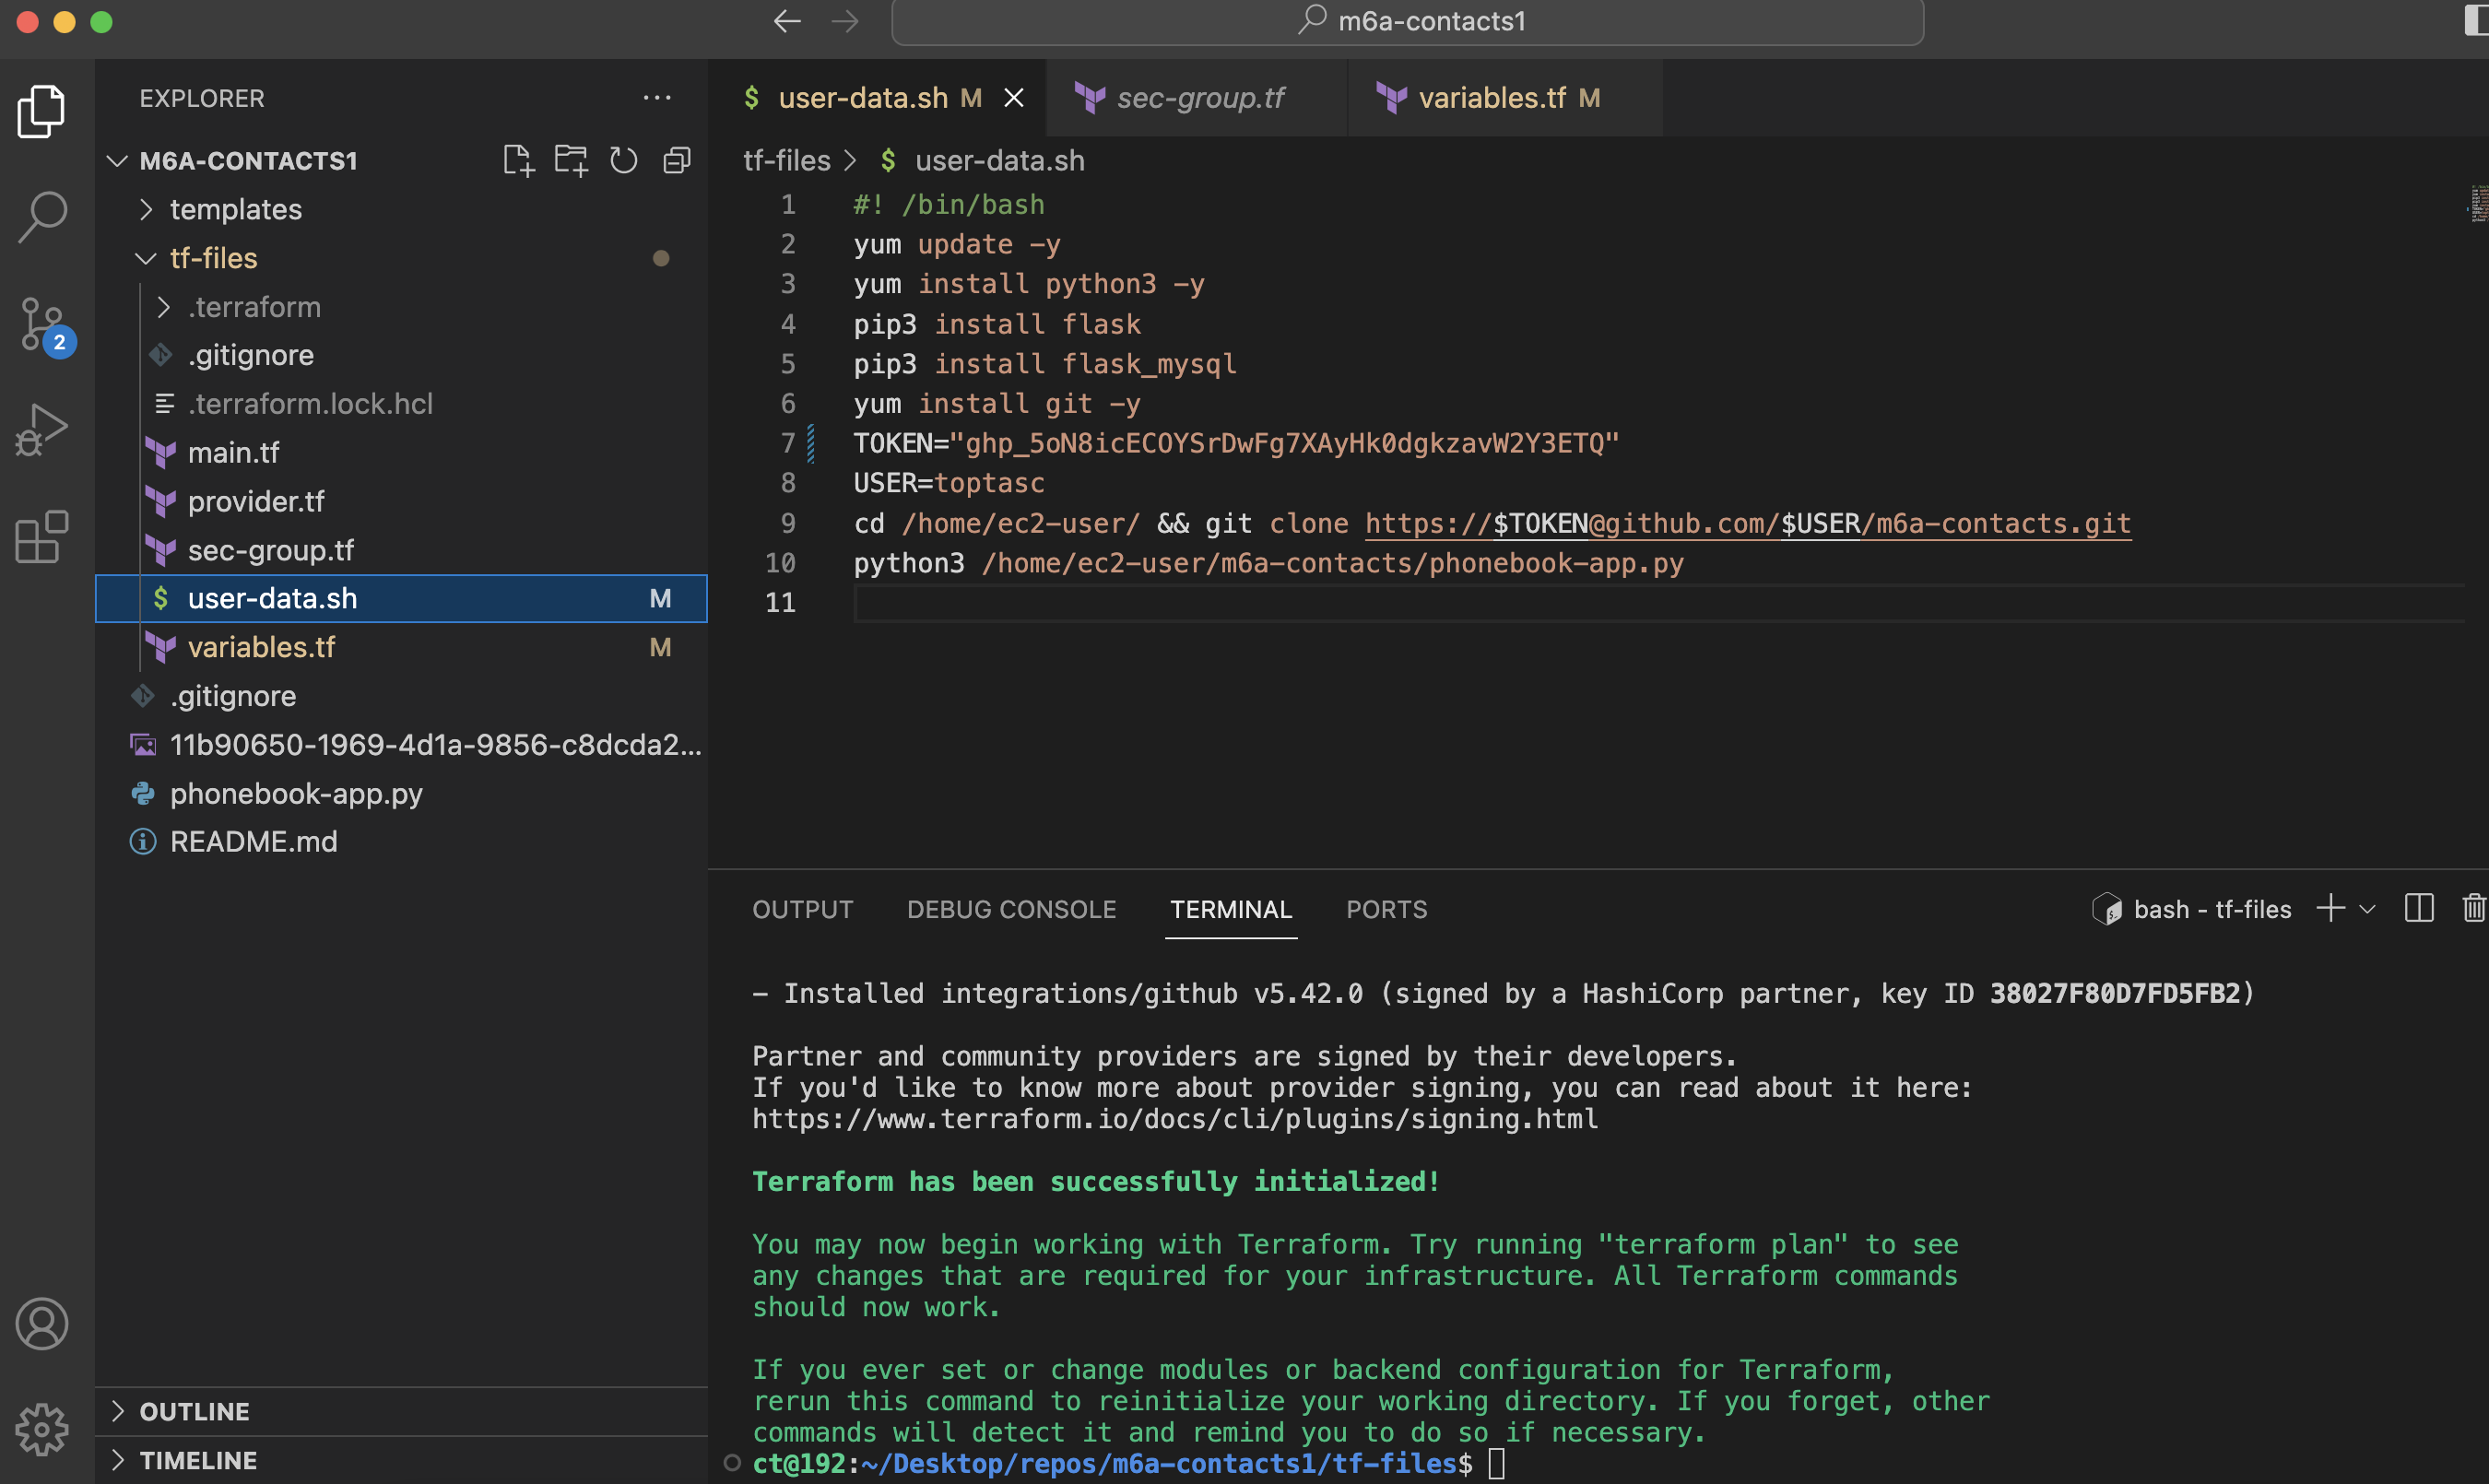 m6a-contacts1
EXPLORER
M6A-CONTACTS1
templates
tf-files
.terraform
.gitignore
.terraform.lock.hcl
main.tf
provider.tf
sec-group.tf
user-data.sh M
variables.tf M
.gitignore
11b90650-1969-4d1a-9856-c8dcda2...
phonebook-app.py
README.md
OUTLINE
TIMELINE
2
user-data.sh M
sec-group.tf
variables.tf M
tf-files > $ user-data.sh
1 #! /bin/bash
2 yum update -y
3 yum install python3 -y
4 pip3 install flask
5 pip3 install flask_mysql
6 yum install git -y
7 TOKEN="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"
8 USER=toptasc
9 cd /home/ec2-user/ && git clone https://$TOKEN@github.com/$USER/m6a-contacts.git
10 python3 /home/ec2-user/m6a-contacts/phonebook-app.py
11
OUTPUT DEBUG CONSOLE TERMINAL PORTS
bash - tf-files
- Installed integrations/github v5.42.0 (signed by a HashiCorp partner, key ID 38027F80D7FD5FB2)
Partner and community providers are signed by their developers.
If you'd like to know more about provider signing, you can read about it here:
https://www.terraform.io/docs/cli/plugins/signing.html
Terraform has been successfully initialized!
You may now begin working with Terraform. Try running "terraform plan" to see
any changes that are required for your infrastructure. All Terraform commands
should now work.
If you ever set or change modules or backend configuration for Terraform,
rerun this command to reinitialize your working directory. If you forget, other
commands will detect it and remind you to do so if necessary.
ct@192:~/Desktop/repos/m6a-contacts1/tf-files$